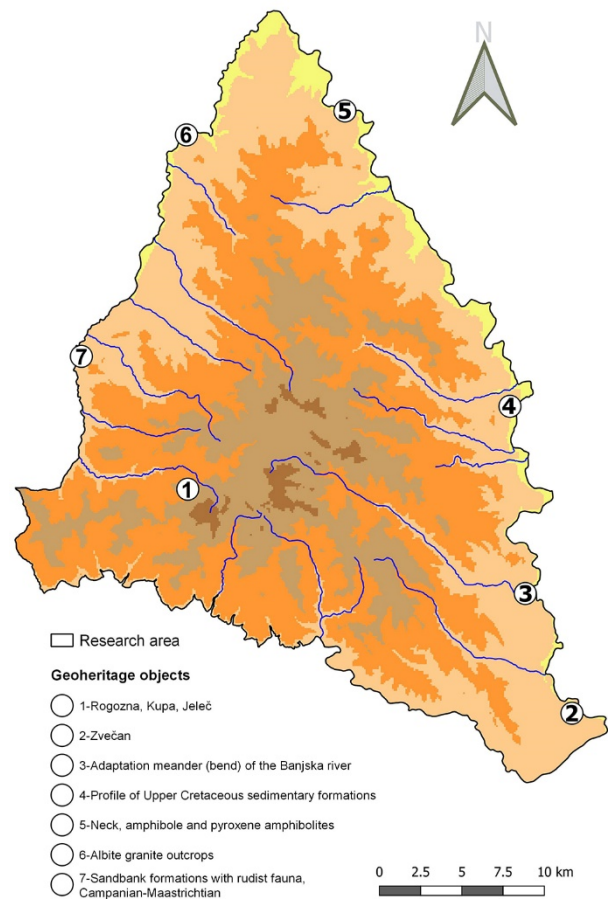 N
5
6
7
4
1
3
2
Research area
Geoheritage objects
1-Rogozna, Kupa, Jeleč
2-Zvečan
3-Adaptation meander (bend) of the Banjska river
4-Profile of Upper Cretaceous sedimentary formations
5-Neck, amphibole and pyroxene amphibolites
6-Albite granite outcrops
7-Sandbank formations with rudist fauna,
Campanian-Maastrichtian
0 2.5 5 7.5 10 km